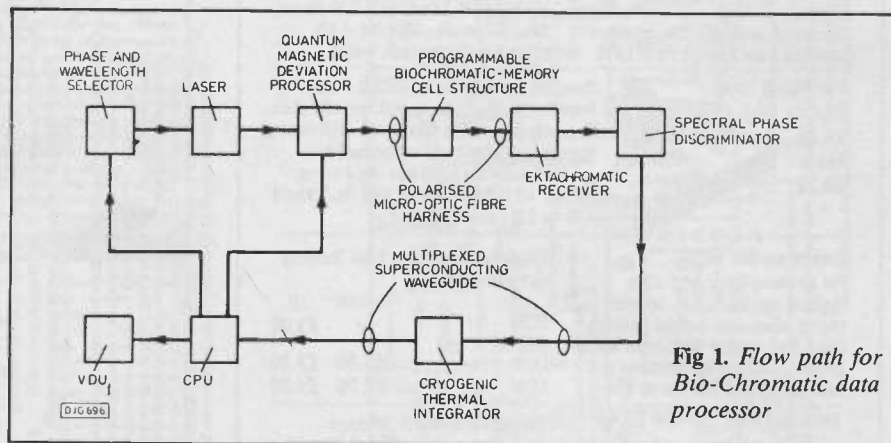 PHASE AND
WAVELENGTH
SELECTOR
LASER
QUANTUM
MAGNETIC
DEVIATION
PROCESSOR
PROGRAMMABLE
BIOCHROMATIC-MEMORY
CELL STRUCTURE
EKTACHROMATIC
RECEIVER
SPECTRAL PHASE
DISCRIMINATOR
POLARISED
MICRO-OPTIC FIBRE
HARNESS
MULTIPLEXED
SUPERCONDUCTING
WAVEGUIDE
VDU
CPU
CRYOGENIC
THERMAL
INTEGRATOR
DJG696
Fig 1. Flow path for
Bio-Chromatic data
processor